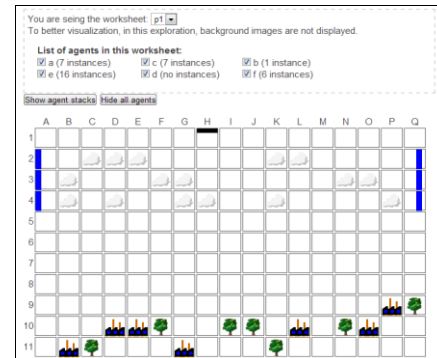 You are seing the worksheet: p1
To better visualization, in this exploration, background images are not displayed.
List of agents in this worksheet:
a (7 instances) c (7 instances) b (1 instance)
e (16 instances) d (no instances) f (6 instances)
Show agent stacks Hide all agents
A B C D E F G H I J K L M N O P Q
1
2
3
4
5
6
7
8
9
10
11